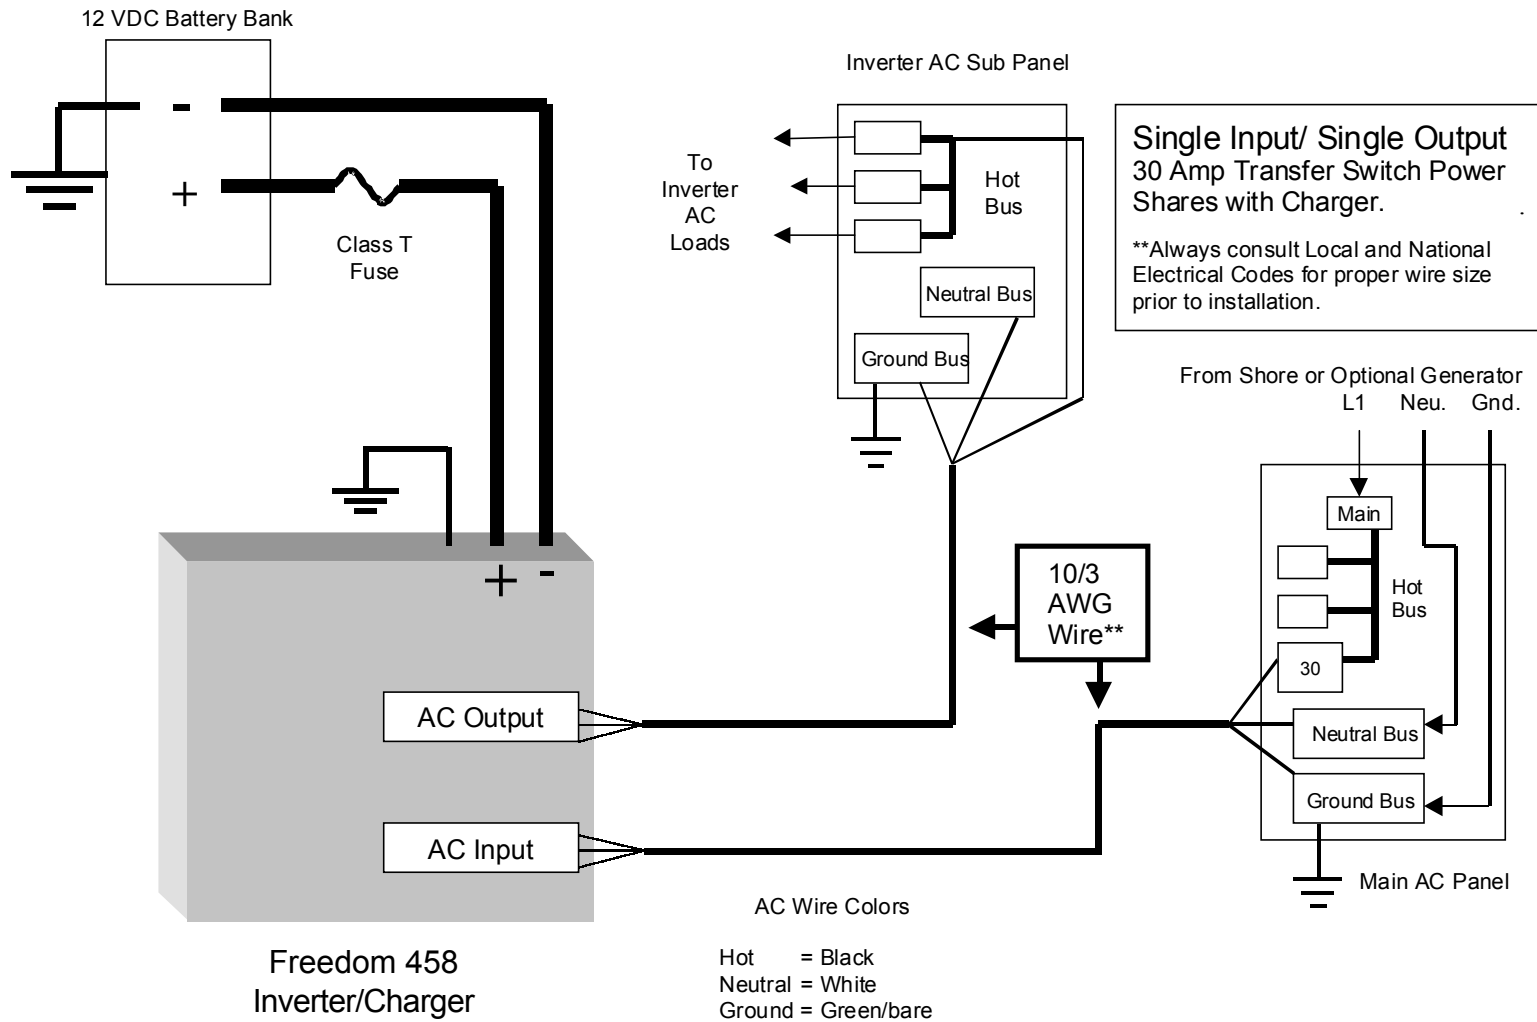 12 VDC Battery Bank
-
+
Class T
Fuse
Inverter AC Sub Panel
To
Inverter
AC
Loads
Hot
Bus
Neutral Bus
Ground Bus
Single Input/ Single Output
30 Amp Transfer Switch Power
Shares with Charger.
.
**Always consult Local and National
Electrical Codes for proper wire size
prior to installation.
From Shore or Optional Generator
L1 Neu. Gnd.
Main
Hot
Bus
30
Neutral Bus
Ground Bus
Main AC Panel
10/3
AWG
Wire**
+ -
AC Output
AC Input
Freedom 458
Inverter/Charger
AC Wire Colors
Hot = Black
Neutral = White
Ground = Green/bare